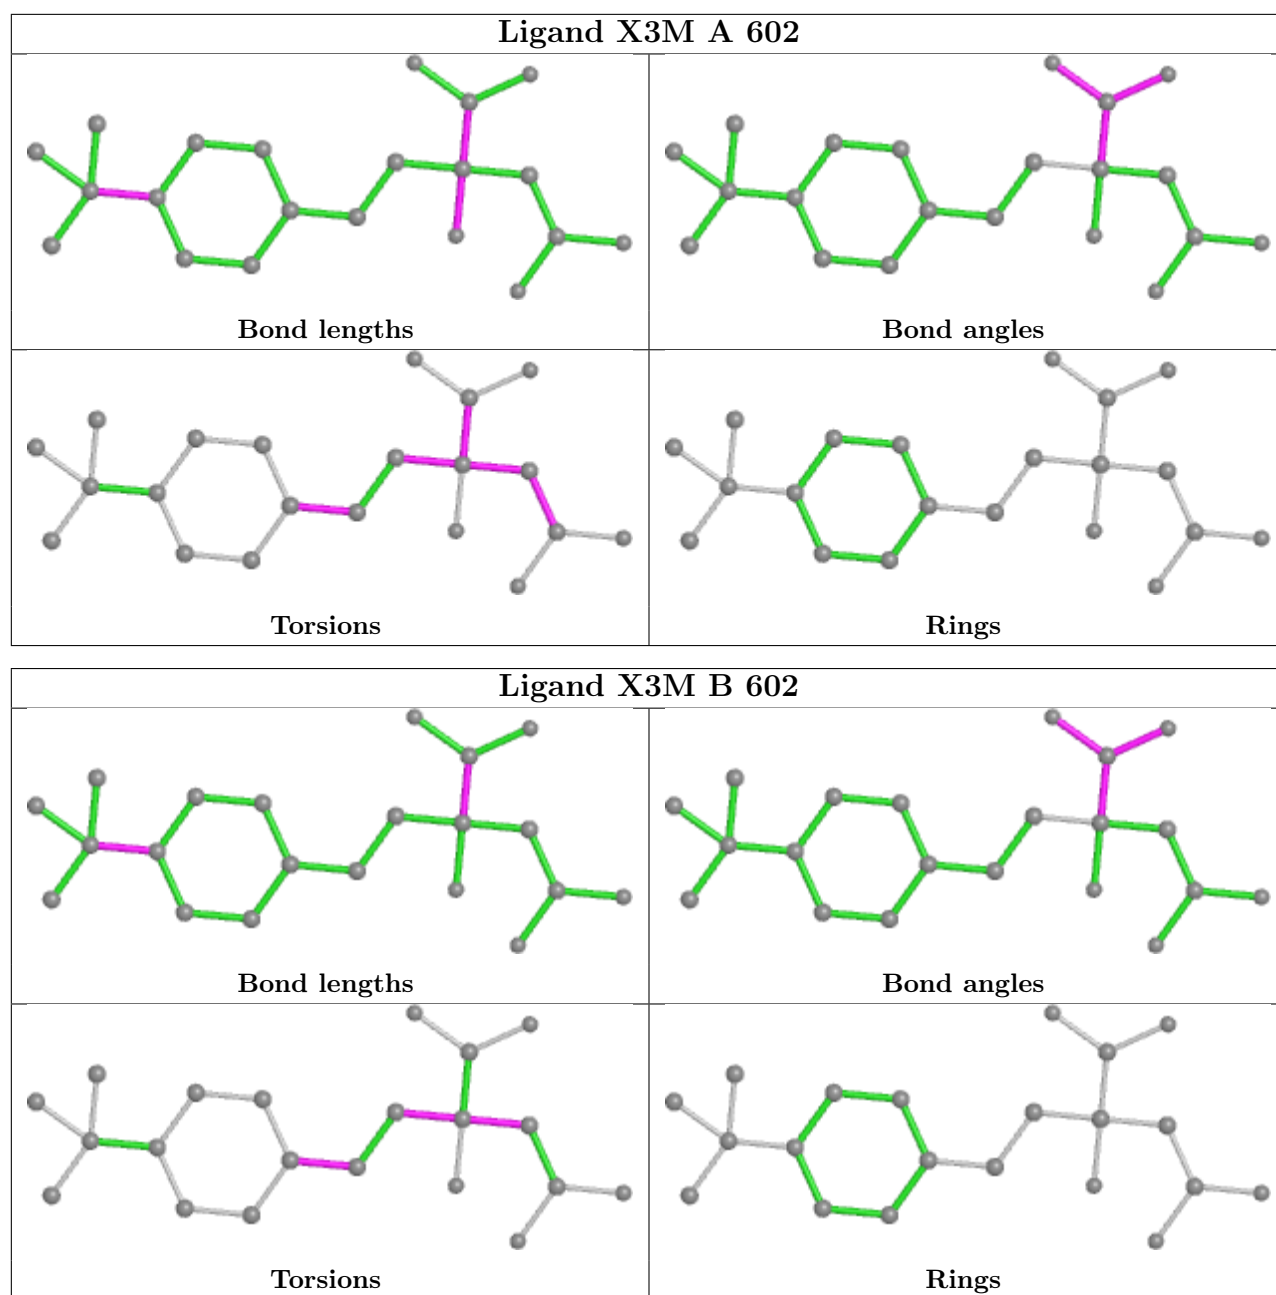 Ligand X3M A 602
Bond lengths
Bond angles
Torsions
Rings
Ligand X3M B 602
Bond lengths
Bond angles
Torsions
Rings